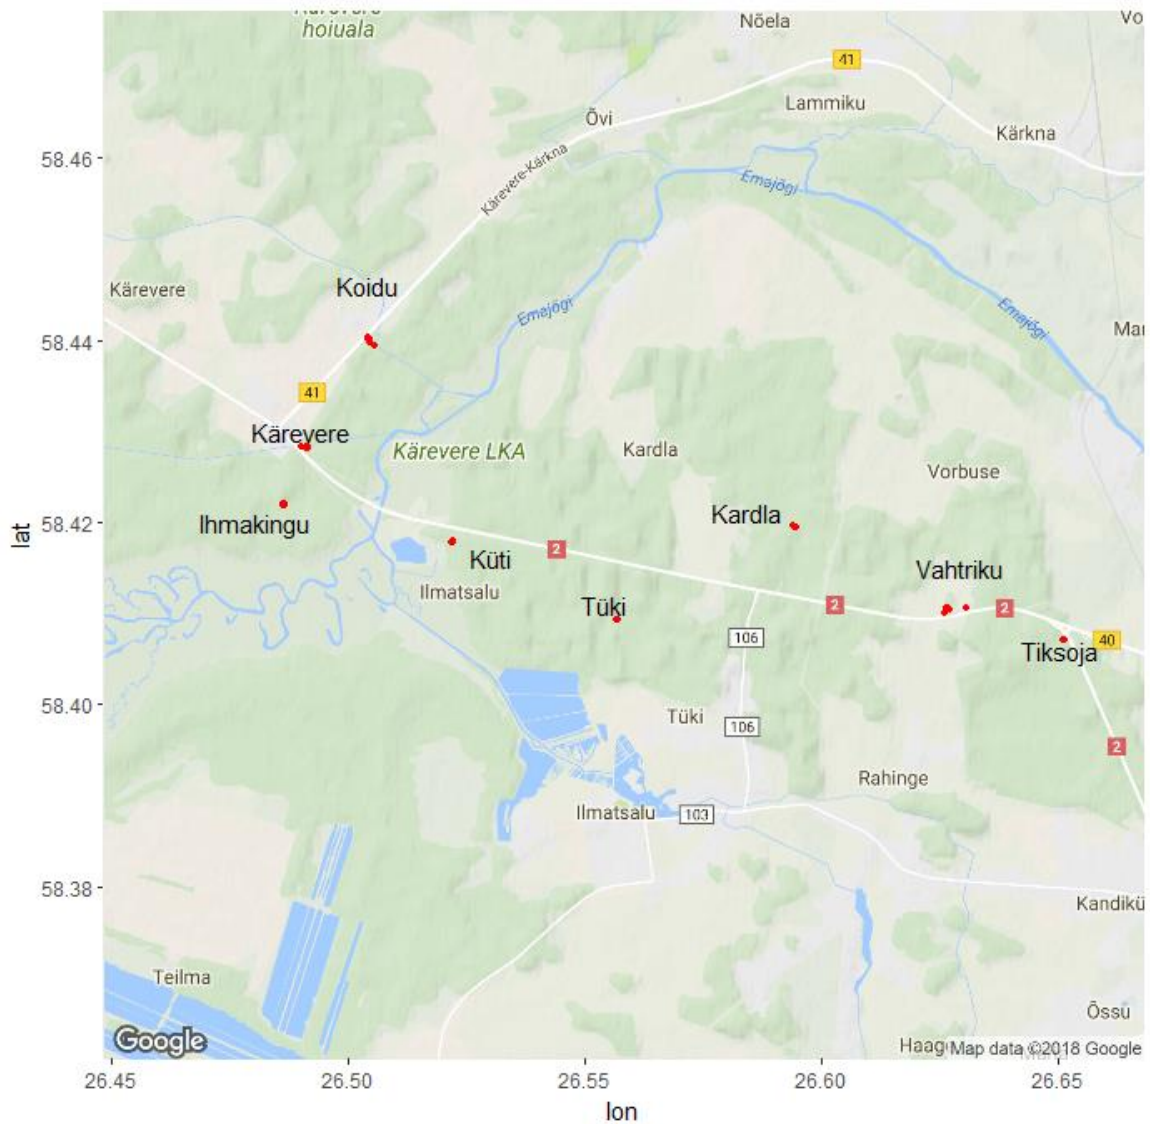 Kärevere
hoiuala
Nõela
Vo
41
Lammiku
Õvi
Kärkna
58.46
Kärevere-Kärkna
Emajõgi
Koidu
Kärevere
Emajõgi
Emajõgi
Mar
58.44
41
Kärevere
Kärevere LKA
Kardla
Vorbuse
Ihmakingu
58.42
Kardla
lat
2
Küti
Vahtriku
Ilmatsalu
Tüki
2
2
106
40
Tiksoja
58.40
Tüki
106
2
Rahinge
Ilmatsalu
103
58.38
Kandikü
Teilma
Õssu
Google
Haage
Map data ©2018 Google
26.45
26.50
26.55
26.60
26.65
lon